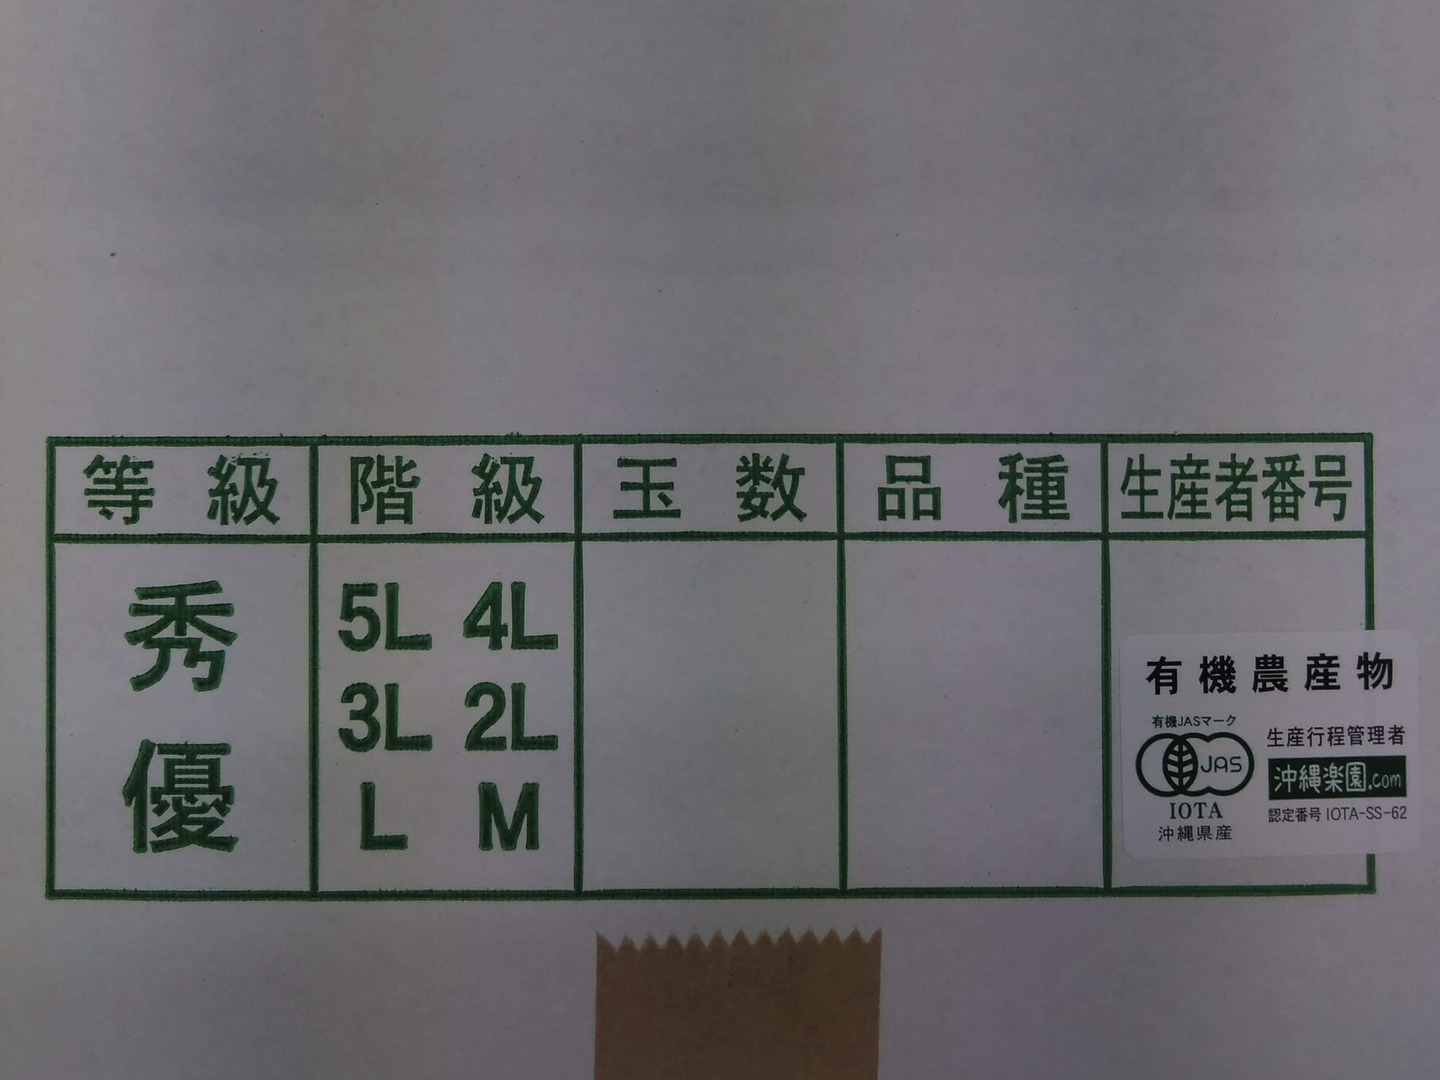 等級 階級 玉数 品種 生産者番号
秀
優
5L 4L
3L 2L
L M
有機農産物
有機JASマーク
JAS
IOTA
沖縄県産
生産行程管理者
沖縄楽園.com
認定番号 IOTA-SS-62